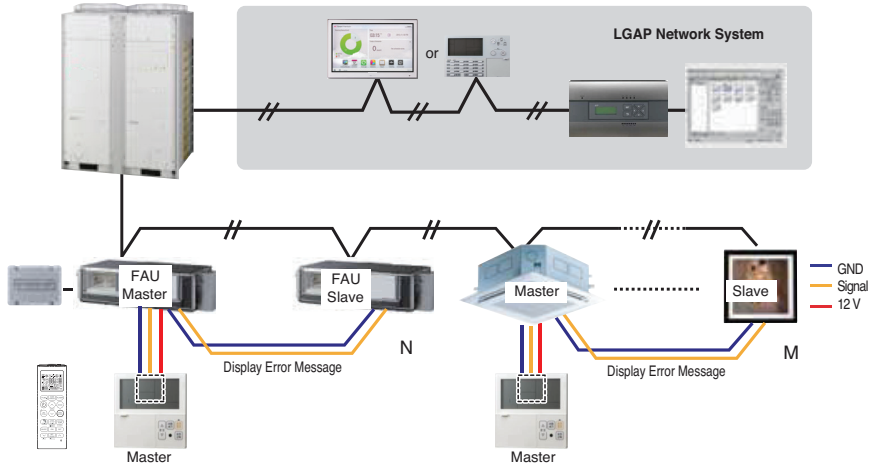 LGAP Network System
or
FAU
Master
FAU
Slave
Master
Slave
GND
Signal
12 V
N
M
Display Error Message
Display Error Message
Master
Master